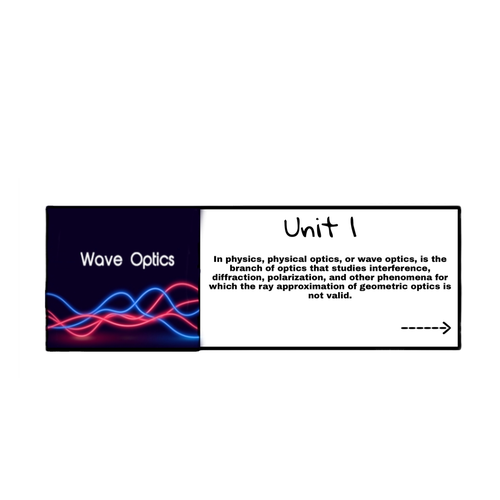 Wave Optics
Unit 1
In physics, physical optics, or wave optics, is the
branch of optics that studies interference,
diffraction, polarization, and other phenomena for
which the ray approximation of geometric optics is
not valid.